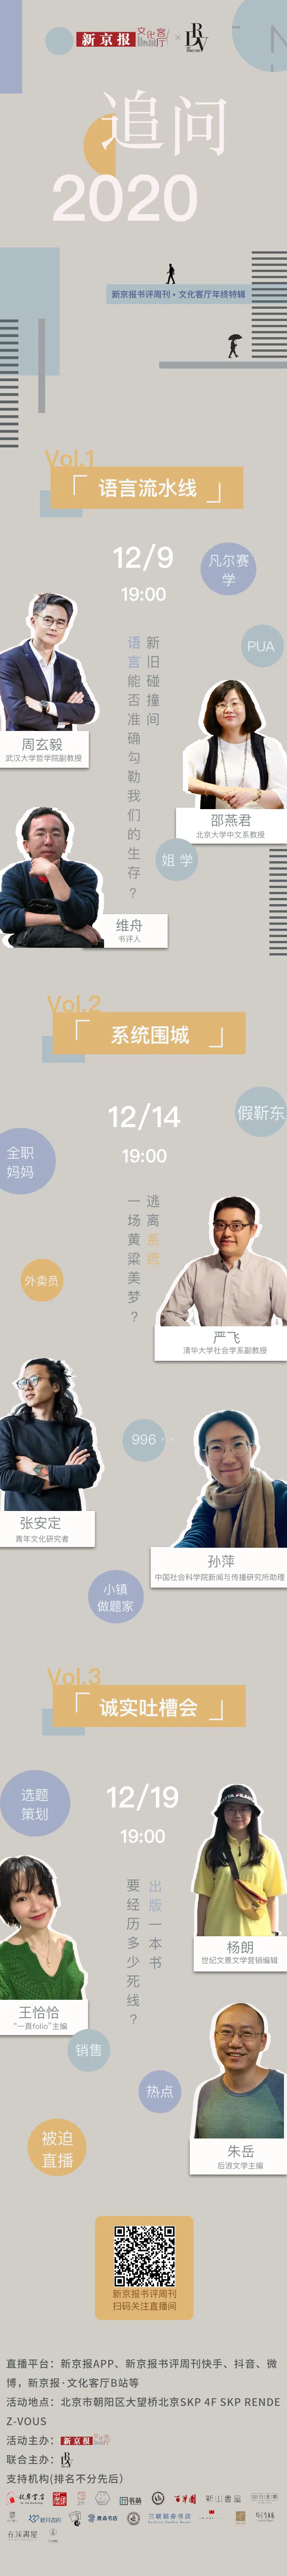 新京报 文化客厅 × RDV
追问
2020
新京报书评周刊·文化客厅年终特辑
Vol.1
「语言流水线」
12/9
19:00
凡尔赛
学
PUA
新旧碰撞间
语言能否准确勾勒我们的生存？
周玄毅
武汉大学哲学院副教授
邵燕君
北京大学中文系教授
姐学
维舟
书评人
Vol.2
「系统围城」
12/14
19:00
假靳东
全职
妈妈
逃离系统
一场黄粱美梦？
外卖员
严飞
清华大学社会学系副教授
996
张安定
青年文化研究者
孙萍
中国社会科学院新闻与传播研究所助理
小镇
做题家
Vol.3
「诚实吐槽会」
选题
策划
12/19
19:00
出版一本书
要经历多少死线？
杨朗
世纪文景文学营销编辑
王恰恰
“一頁folio”主编
销售
热点
被迫
直播
朱岳
后浪文学主编
新京报书评周刊
扫码关注直播间
直播平台：新京报APP、新京报书评周刊快手、抖音、微
博，新京报·文化客厅B站等
活动地点：北京市朝阳区大望桥北京SKP 4F SKP RENDE
Z-VOUS
活动主办：新京报
联合主办：RDV
支持机构(排名不分先后)